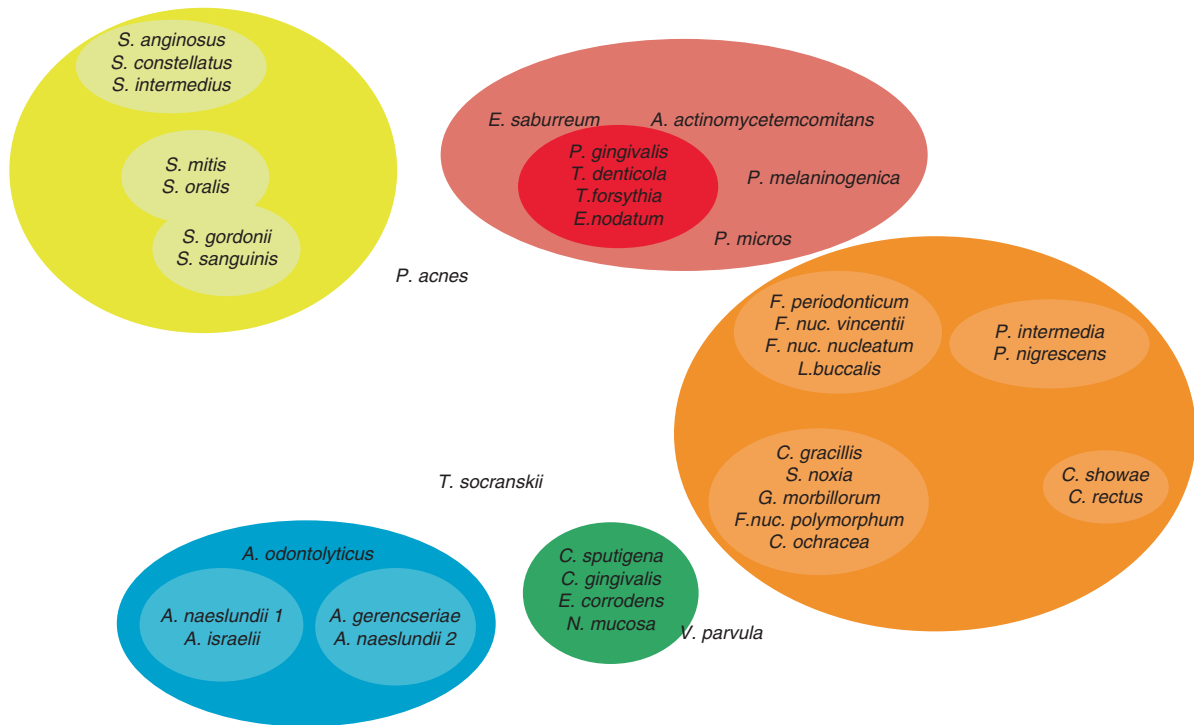 S. anginosus
S. constellatus
S. intermedius
S. mitis
S. oralis
S. gordonii
S. sanguinis
P. acnes
E. saburreum
A. actinomycetemcomitans
P. gingivalis
T. denticola
T.forsythia
E.nodatum
P. melaninogenica
P. micros
F. periodonticum
F. nuc. vincentii
F. nuc. nucleatum
L.buccalis
P. intermedia
P. nigrescens
C. gracillis
S. noxia
G. morbillorum
F.nuc. polymorphum
C. ochracea
C. showae
C. rectus
T. socranskii
A. odontolyticus
A. naeslundii 1
A. israelii
A. gerencseriae
A. naeslundii 2
C. sputigena
C. gingivalis
E. corrodens
N. mucosa
V. parvula